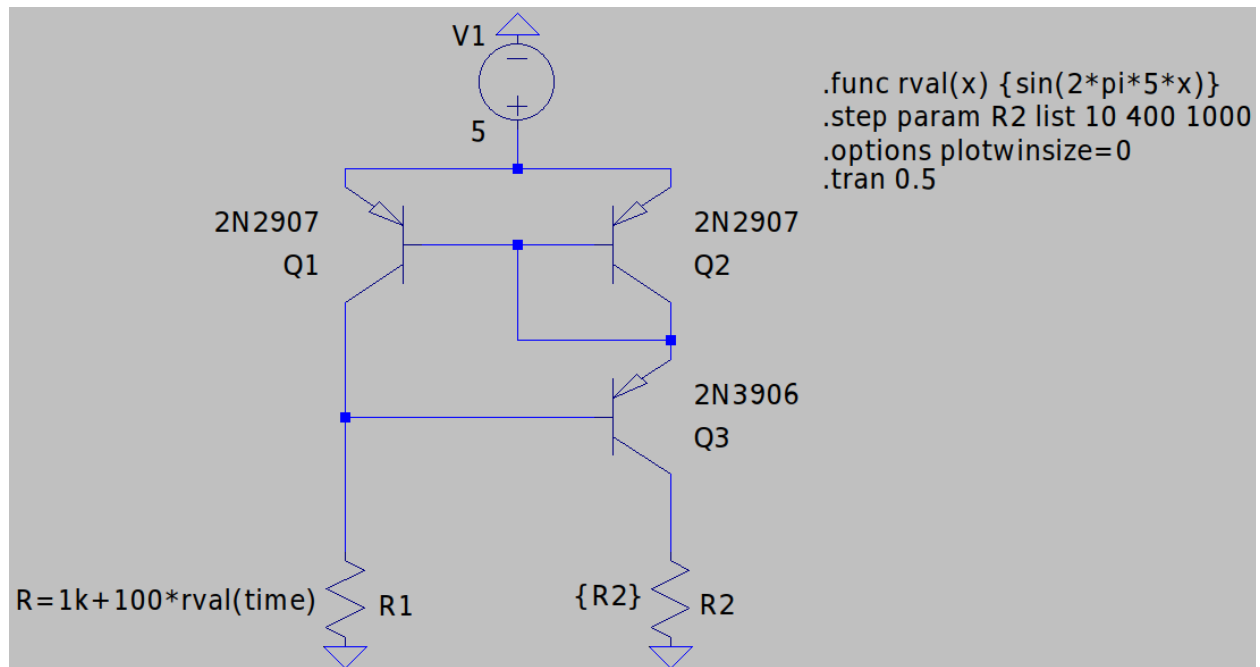 V1
5
.func rval(x) {sin(2*pi*5*x)}
.step param R2 list 10 400 1000
.options plotwinsize=0
.tran 0.5
2N2907
Q1
2N2907
Q2
2N3906
Q3
R=1k+100*rval(time)
R1
{R2}
R2